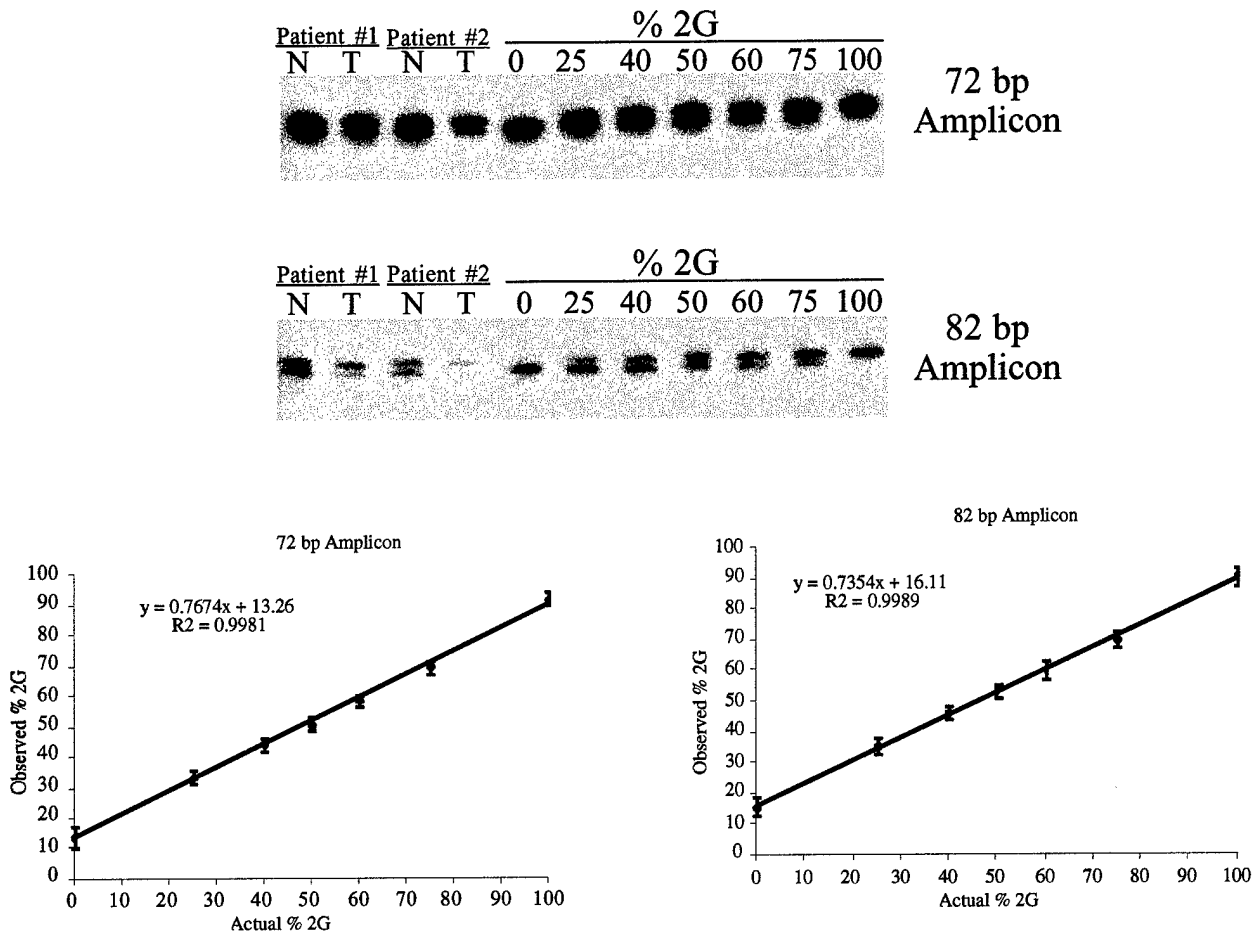 % 2G
Patient #1 Patient #2
N T N T 0 25 40 50 60 75 100
72 bp
Amplicon
% 2G
Patient #1 Patient #2
N T N T 0 25 40 50 60 75 100
82 bp
Amplicon
72 bp Amplicon
y = 0.7674x + 13.26
R2 = 0.9981
100
90
80
70
60
50
40
30
20
10
0
Observed % 2G
0 10 20 30 40 50 60 70 80 90 100
Actual % 2G
82 bp Amplicon
y = 0.7354x + 16.11
R2 = 0.9989
100
90
80
70
60
50
40
30
20
10
0
Observed % 2G
0 10 20 30 40 50 60 70 80 90 100
Actual % 2G